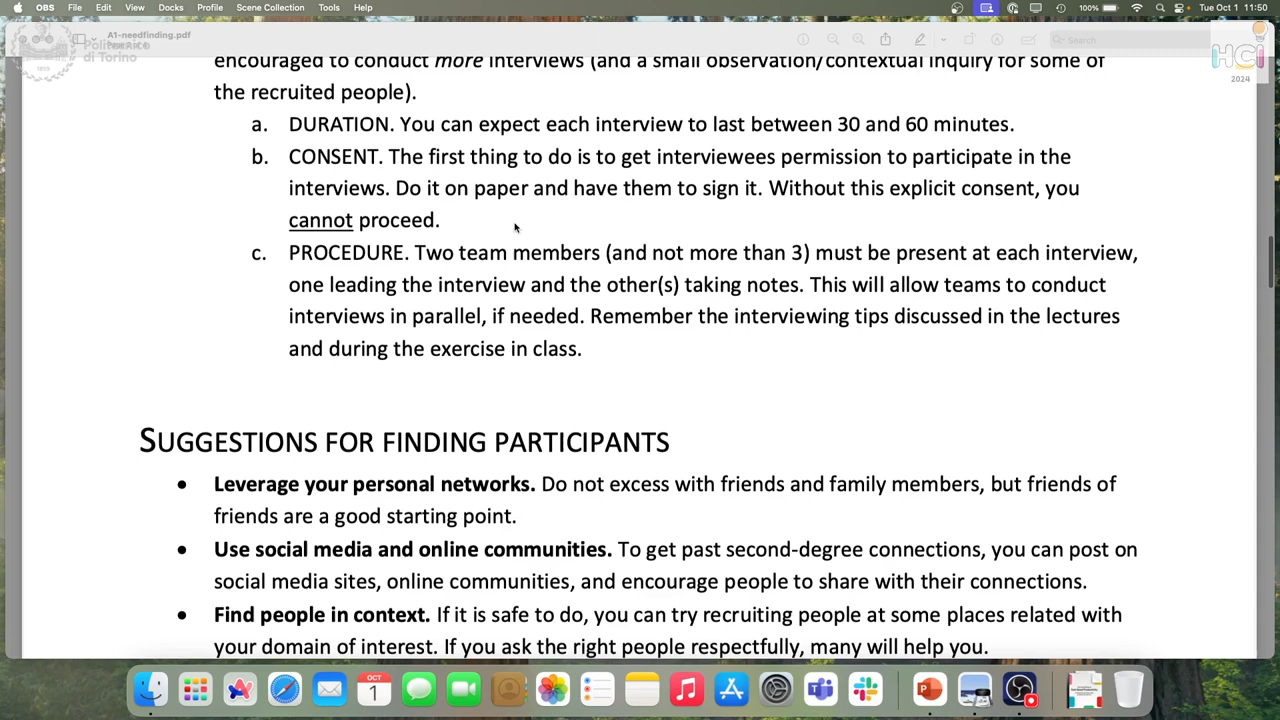 OBS File Edit View Docks Profile Scene Collection Tools Help 100% Tue Oct 1 11:50
A1-needfinding.pdf
Search
Politecnico
di Torino
1859
HCI
2024
encouraged to conduct more interviews (and a small observation/contextual inquiry for some of
the recruited people).
a. DURATION. You can expect each interview to last between 30 and 60 minutes.
b. CONSENT. The first thing to do is to get interviewees permission to participate in the
interviews. Do it on paper and have them to sign it. Without this explicit consent, you
cannot proceed.
c. PROCEDURE. Two team members (and not more than 3) must be present at each interview,
one leading the interview and the other(s) taking notes. This will allow teams to conduct
interviews in parallel, if needed. Remember the interviewing tips discussed in the lectures
and during the exercise in class.
SUGGESTIONS FOR FINDING PARTICIPANTS
• Leverage your personal networks. Do not excess with friends and family members, but friends of
friends are a good starting point.
• Use social media and online communities. To get past second-degree connections, you can post on
social media sites, online communities, and encourage people to share with their connections.
• Find people in context. If it is safe to do, you can try recruiting people at some places related with
your domain of interest. If you ask the right people respectfully, many will help you.
OCT
1